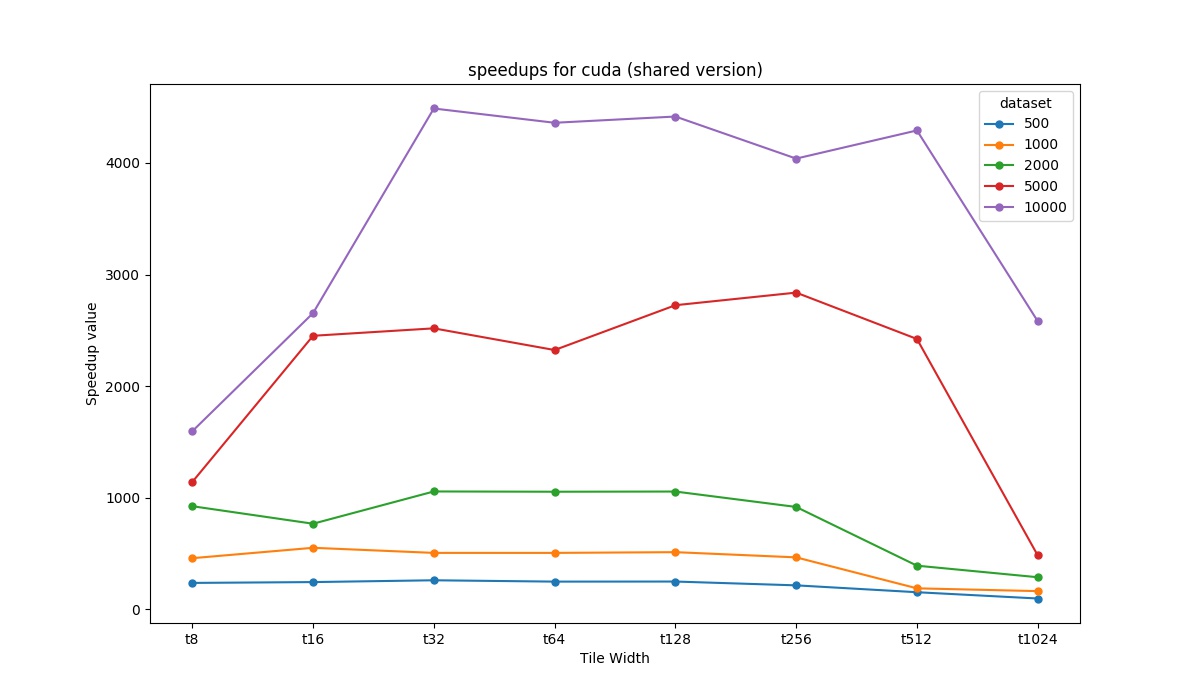 speedups for cuda (shared version)
dataset
500
1000
2000
5000
10000
Speedup value
4000
3000
2000
1000
0
t8 t16 t32 t64 t128 t256 t512 t1024
Tile Width